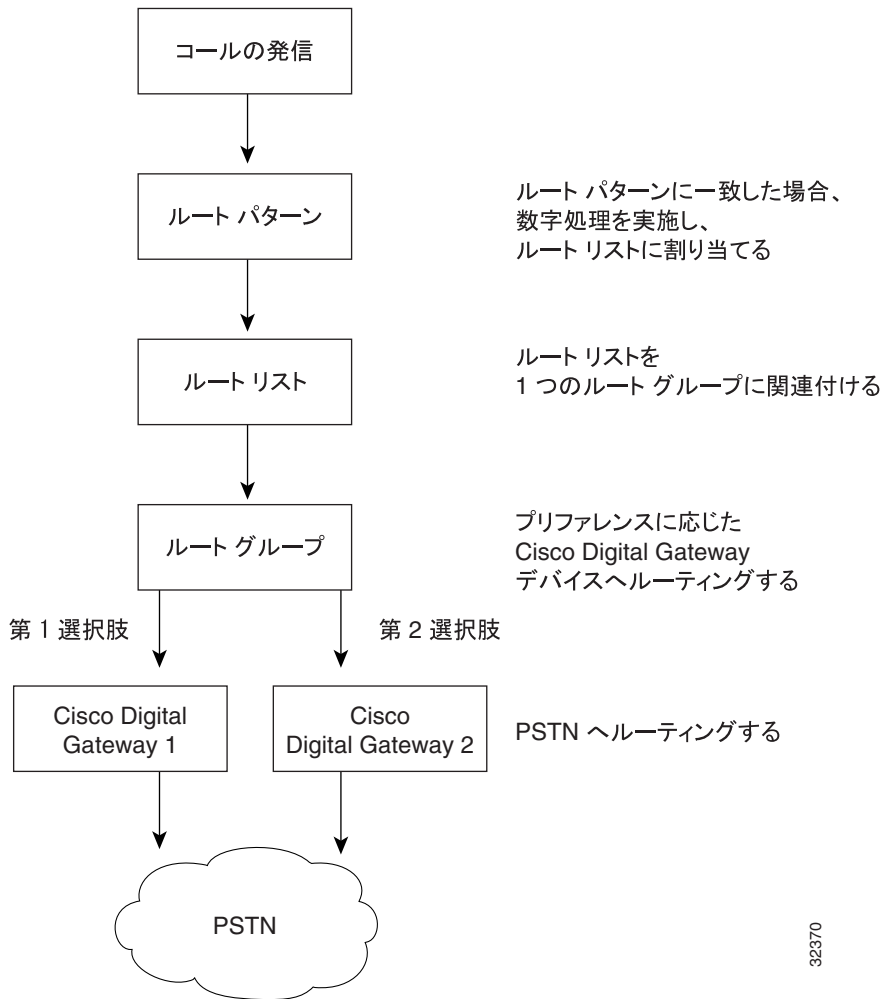 コールの発信
ルート パターン
ルート パターンに一致した場合、
数字処理を実施し、
ルート リストに割り当てる
ルート リスト
ルート リストを
1 つのルート グループに関連付ける
ルート グループ
プリファレンスに応じた
Cisco Digital Gateway
デバイスへルーティングする
第 1 選択肢
第 2 選択肢
Cisco Digital
Gateway 1
Cisco
Digital Gateway 2
PSTN へルーティングする
PSTN
32370